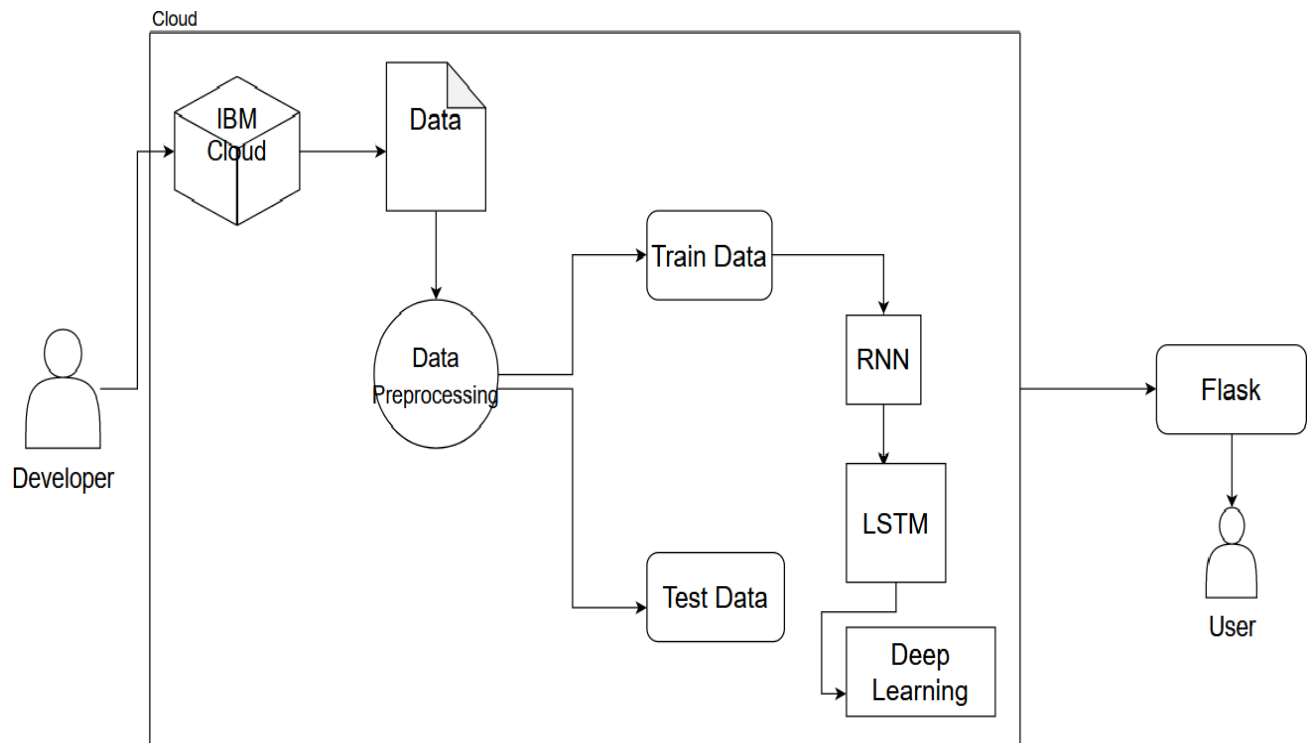 Cloud
IBM
Cloud
Data
Train Data
Data
Preprocessing
RNN
Flask
Developer
LSTM
Test Data
User
Deep
Learning